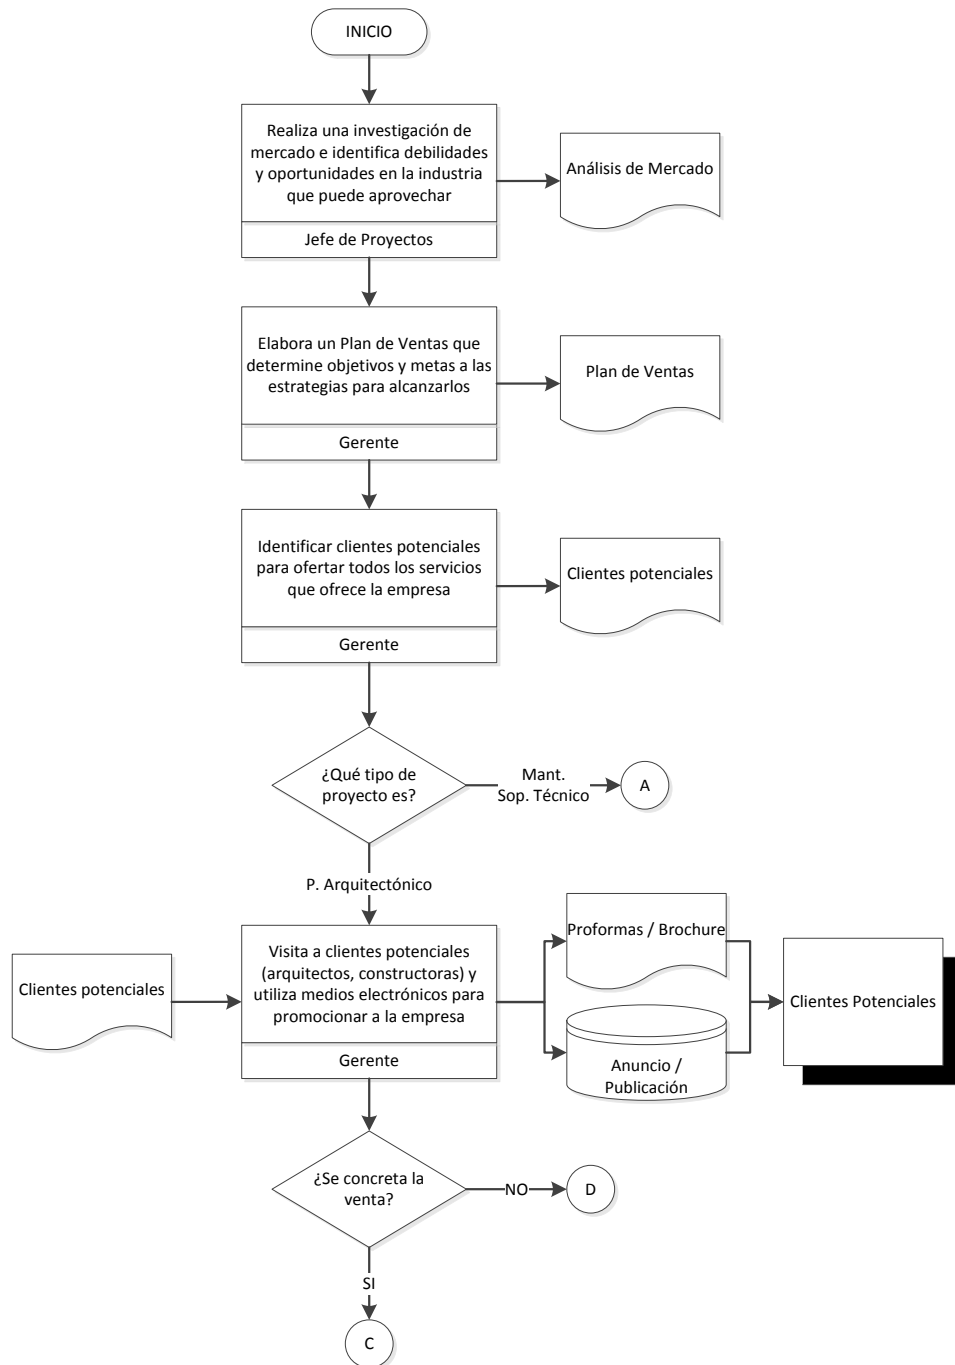 INICIO
Realiza una investigación de
mercado e identifica debilidades
y oportunidades en la industria
que puede aprovechar
Jefe de Proyectos
Análisis de Mercado
Elabora un Plan de Ventas que
determine objetivos y metas a las
estrategias para alcanzarlos
Gerente
Plan de Ventas
Identificar clientes potenciales
para ofertar todos los servicios
que ofrece la empresa
Gerente
Clientes potenciales
¿Qué tipo de
proyecto es?
Mant.
Sop. Técnico
A
P. Arquitectónico
Clientes potenciales
Visita a clientes potenciales
(arquitectos, constructoras) y
utiliza medios electrónicos para
promocionar a la empresa
Gerente
Proformas / Brochure
Anuncio /
Publicación
Clientes Potenciales
¿Se concreta la
venta?
NO
D
SI
C